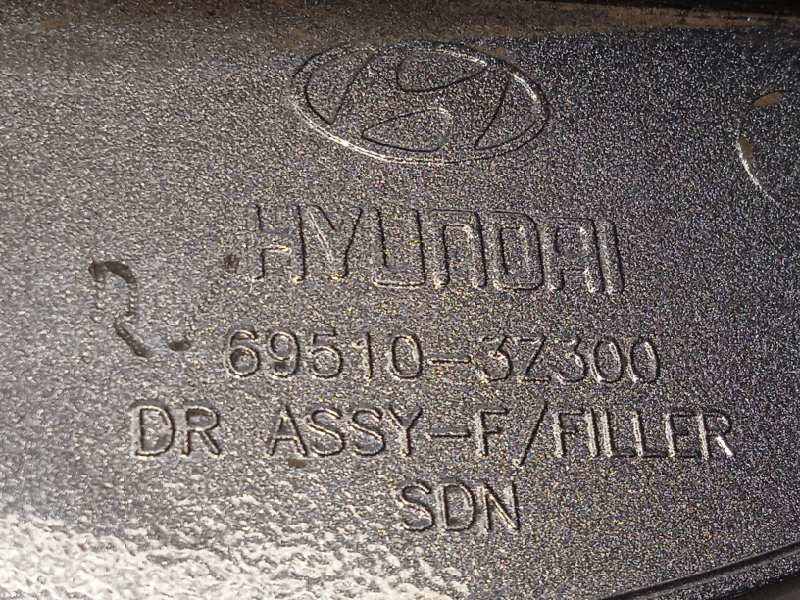 HYUNDAI
69510-3Z300
DR ASSY-F/FILLER
SDN